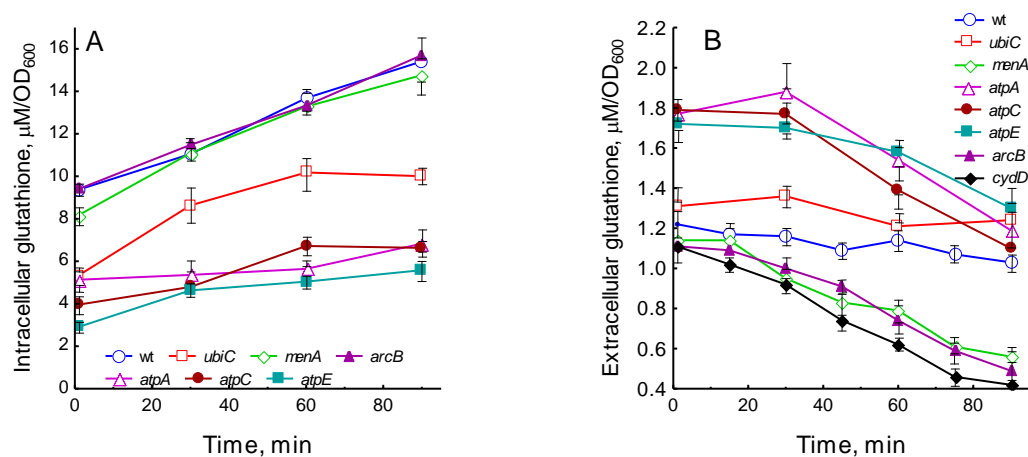 A
Intracellular glutathione, μM/OD600
16
14
12
10
8
6
4
2
0
wt ubiC menA arcB
atpA atpC atpE
0 20 40 60 80
Time, min
B
Extracellular glutathione, μM/OD600
2.0
1.8
1.6
1.4
1.2
1.0
0.8
0.6
0.4
wt
ubiC
menA
atpA
atpC
atpE
arcB
cydD
0 20 40 60 80
Time, min